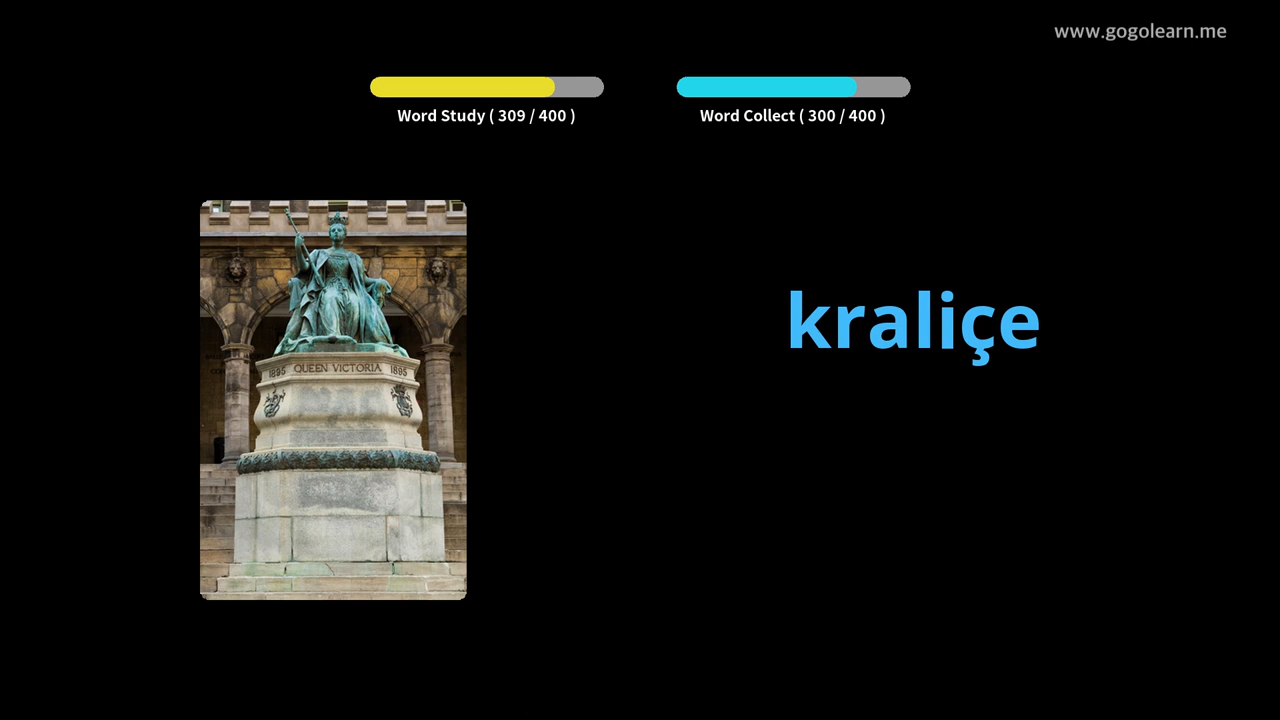 www.gogolearn.me
Word Study ( 309 / 400 )
Word Collect ( 300 / 400 )
kraliçe
1895 QUEEN VICTORIA 1895